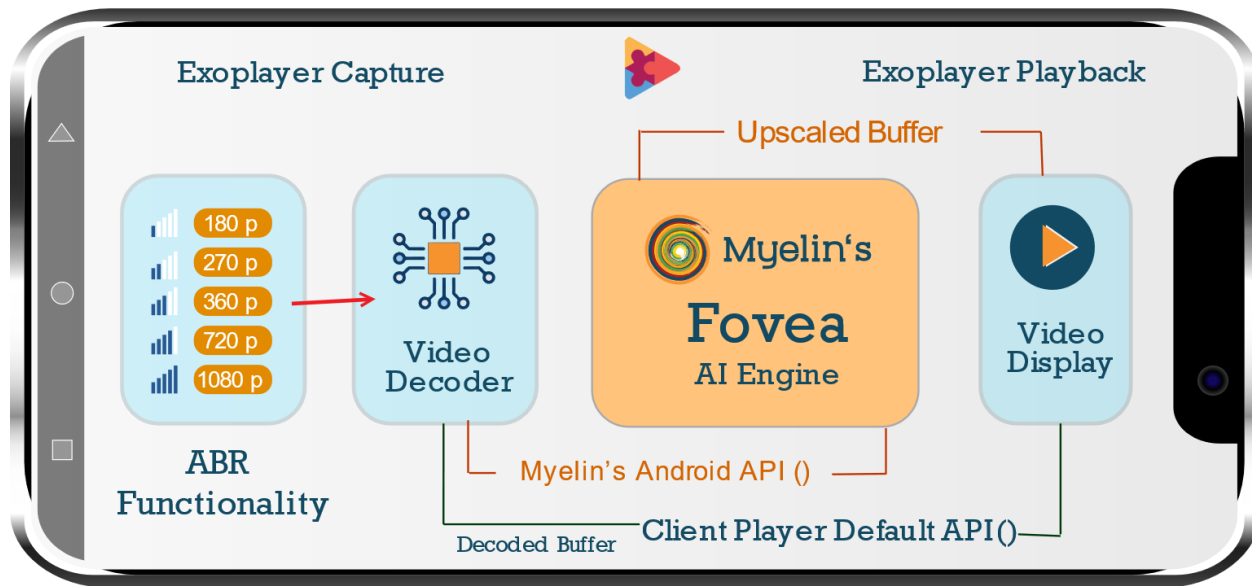 Exoplayer Capture
Exoplayer Playback
Upscaled Buffer
180 p
270 p
360 p
720 p
1080 p
Video
Decoder
Myelin‘s
Fovea
AI Engine
Video
Display
ABR
Functionality
Myelin’s Android API ()
Client Player Default API()
Decoded Buffer